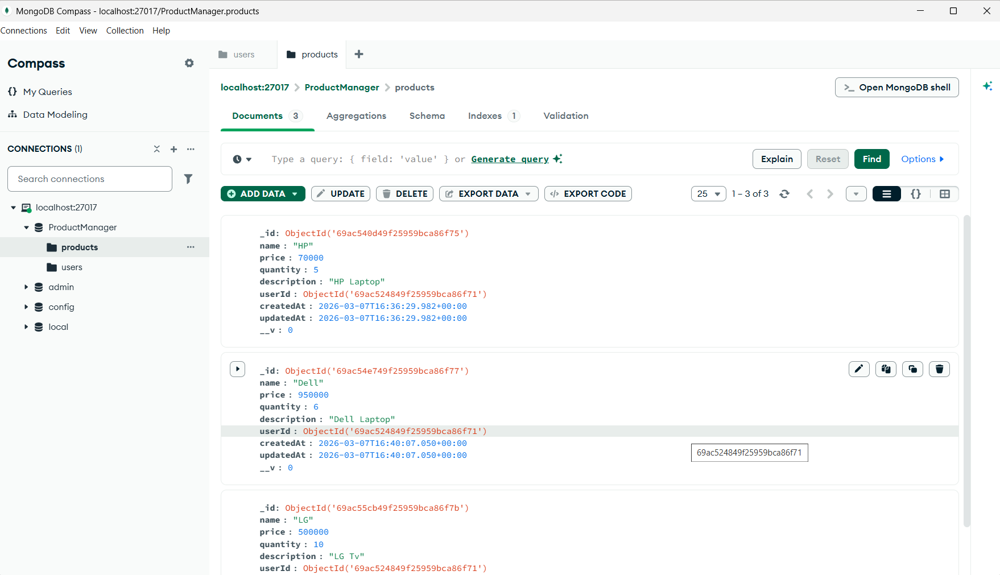 MongoDB Compass - localhost:27017/ProductManager.products
Connections Edit View Collection Help
Compass
My Queries
Data Modeling
CONNECTIONS (1)
Search connections
localhost:27017
ProductManager
products
users
admin
config
local
users products
localhost:27017 ProductManager products
Open MongoDB shell
Documents 3 Aggregations Schema Indexes 1 Validation
Type a query: { field: 'value' } or Generate query
Explain Reset Find Options
ADD DATA UPDATE DELETE EXPORT DATA EXPORT CODE
25 1 – 3 of 3
_id: ObjectId('69ac540d49f25959bca86f75')
name : "HP"
price : 70000
quantity : 5
description : "HP Laptop"
userId : ObjectId('69ac524849f25959bca86f71')
createdAt : 2026-03-07T16:36:29.982+00:00
updatedAt : 2026-03-07T16:36:29.982+00:00
__v : 0
_id: ObjectId('69ac54e749f25959bca86f77')
name : "Dell"
price : 950000
quantity : 6
description : "Dell Laptop"
userId : ObjectId('69ac524849f25959bca86f71')
createdAt : 2026-03-07T16:40:07.050+00:00
updatedAt : 2026-03-07T16:40:07.050+00:00
69ac524849f25959bca86f71
__v : 0
_id: ObjectId('69ac55cb49f25959bca86f7b')
name : "LG"
price : 500000
quantity : 10
description : "LG Tv"
userId : ObjectId('69ac524849f25959bca86f71')